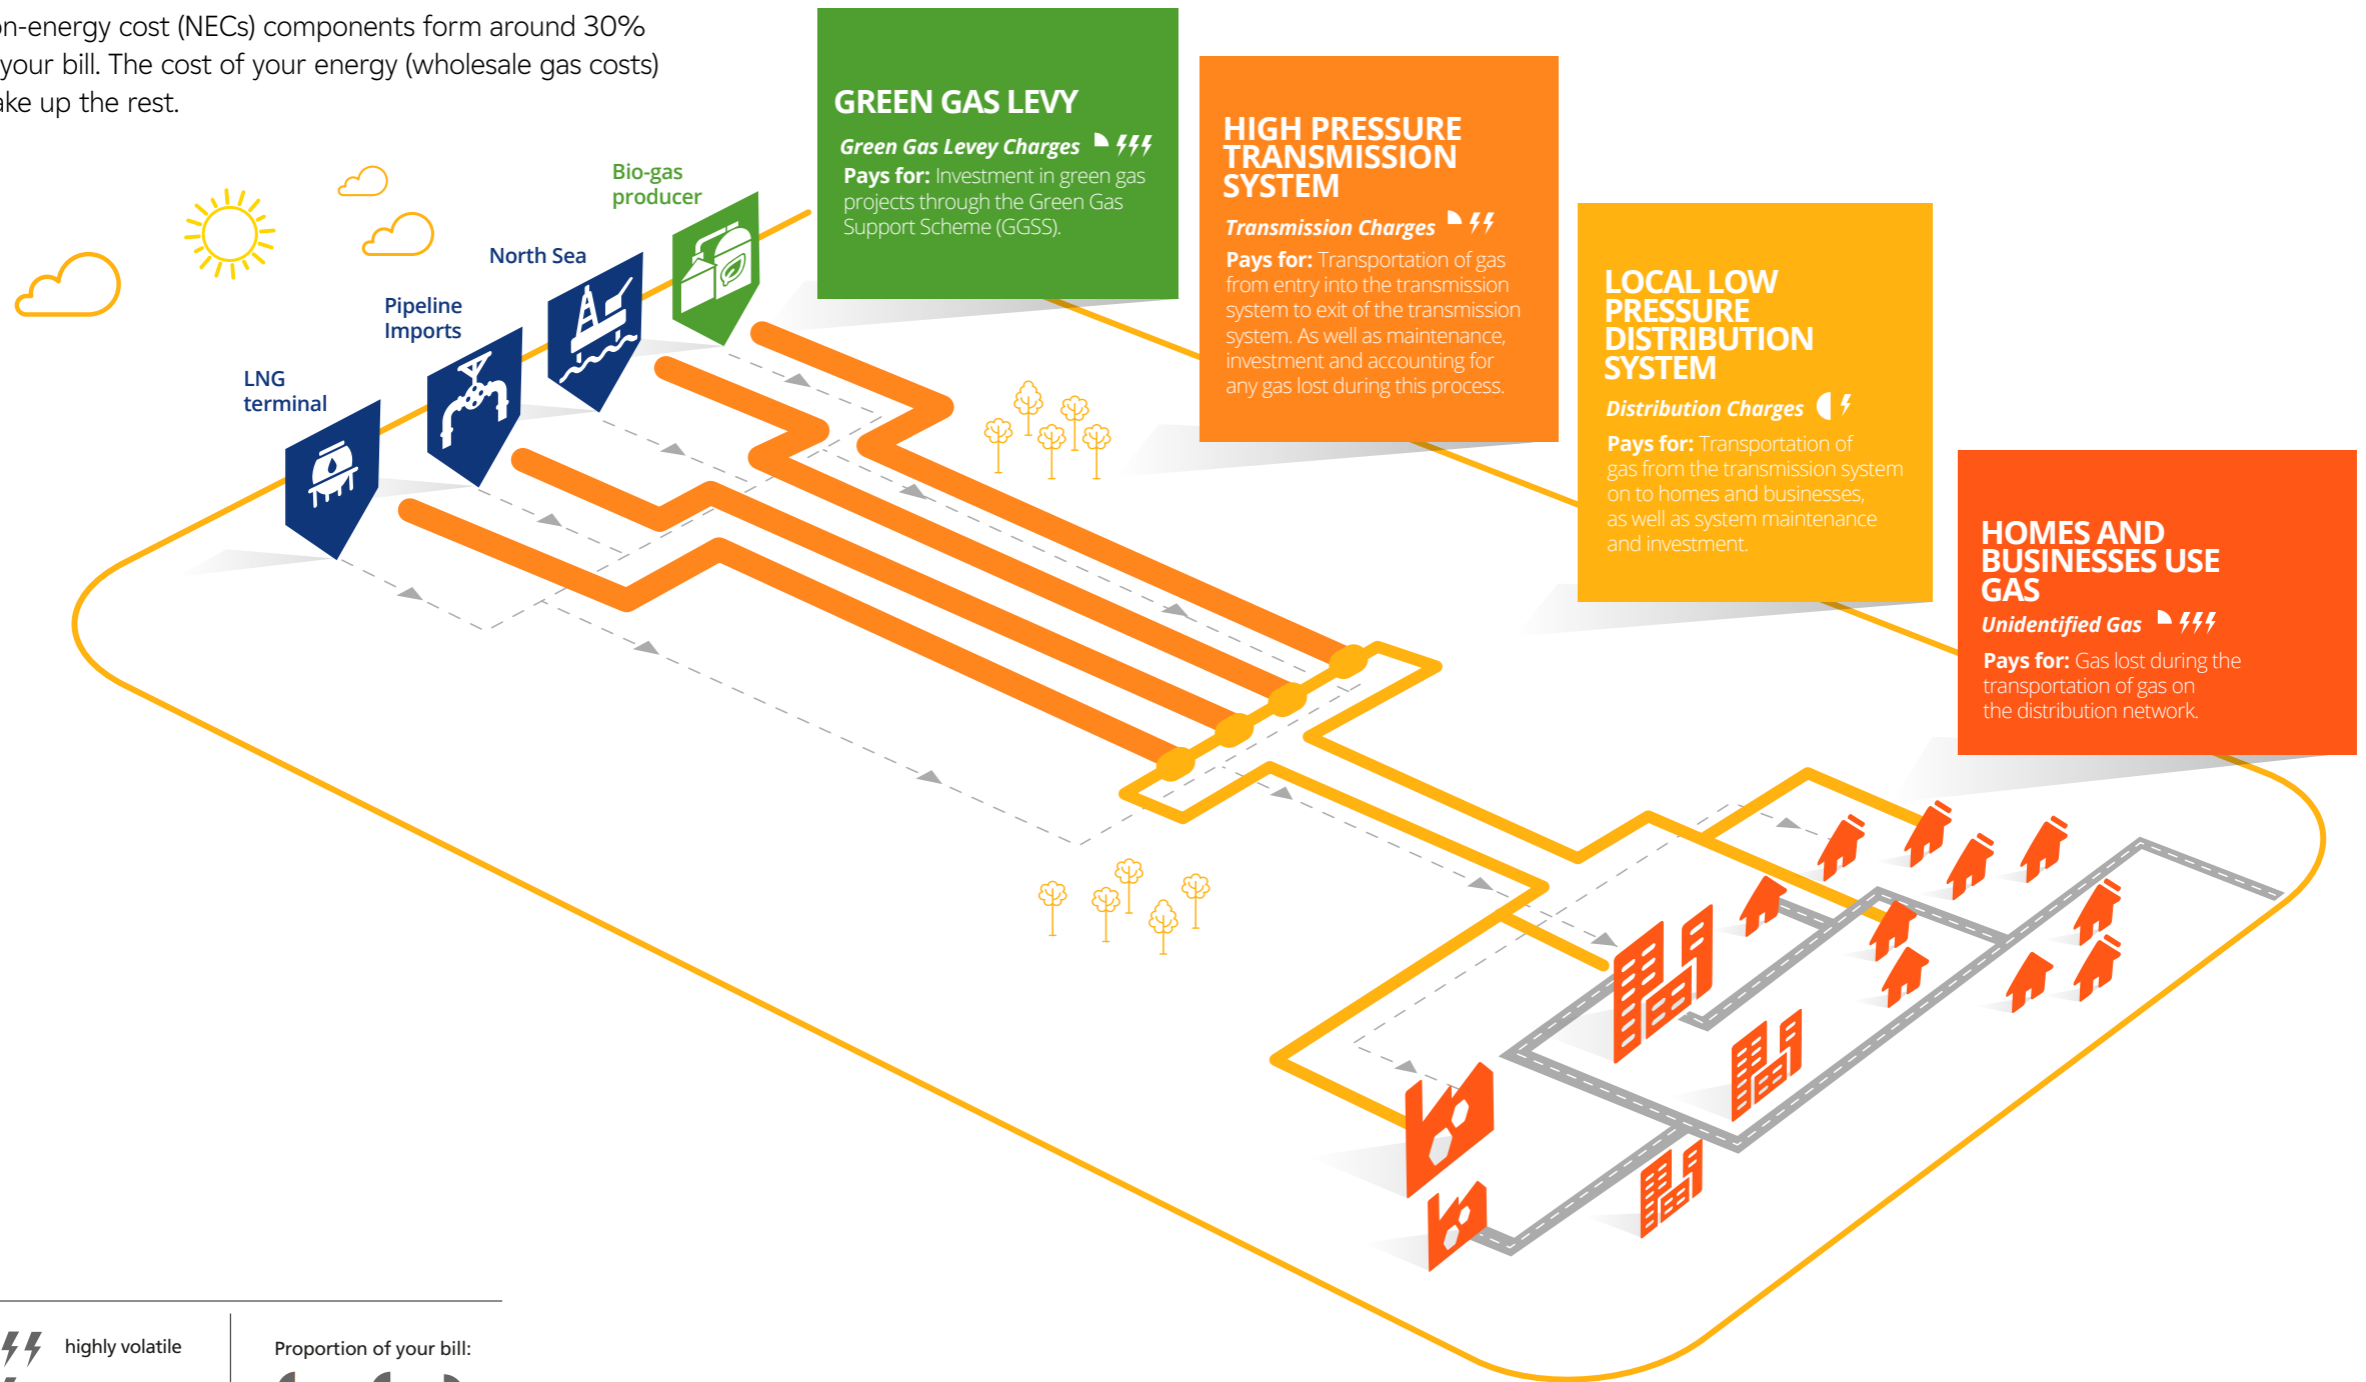 on-energy cost (NECs) components form around 30%
your bill. The cost of your energy (wholesale gas costs)
ake up the rest.
GREEN GAS LEVY
Green Gas Levey Charges
Pays for: Investment in green gas
projects through the Green Gas
Support Scheme (GGSS).
HIGH PRESSURE
TRANSMISSION
SYSTEM
Transmission Charges
Pays for: Transportation of gas
from entry into the transmission
system to exit of the transmission
system. As well as maintenance,
investment and accounting for
any gas lost during this process.
LOCAL LOW
PRESSURE
DISTRIBUTION
SYSTEM
Distribution Charges
Pays for: Transportation of
gas from the transmission system
on to homes and businesses,
as well as system maintenance
and investment.
HOMES AND
BUSINESSES USE
GAS
Unidentified Gas
Pays for: Gas lost during the
transportation of gas on
the distribution network.
Bio-gas
producer
North Sea
Pipeline
Imports
LNG
terminal
highly volatile
Proportion of your bill: